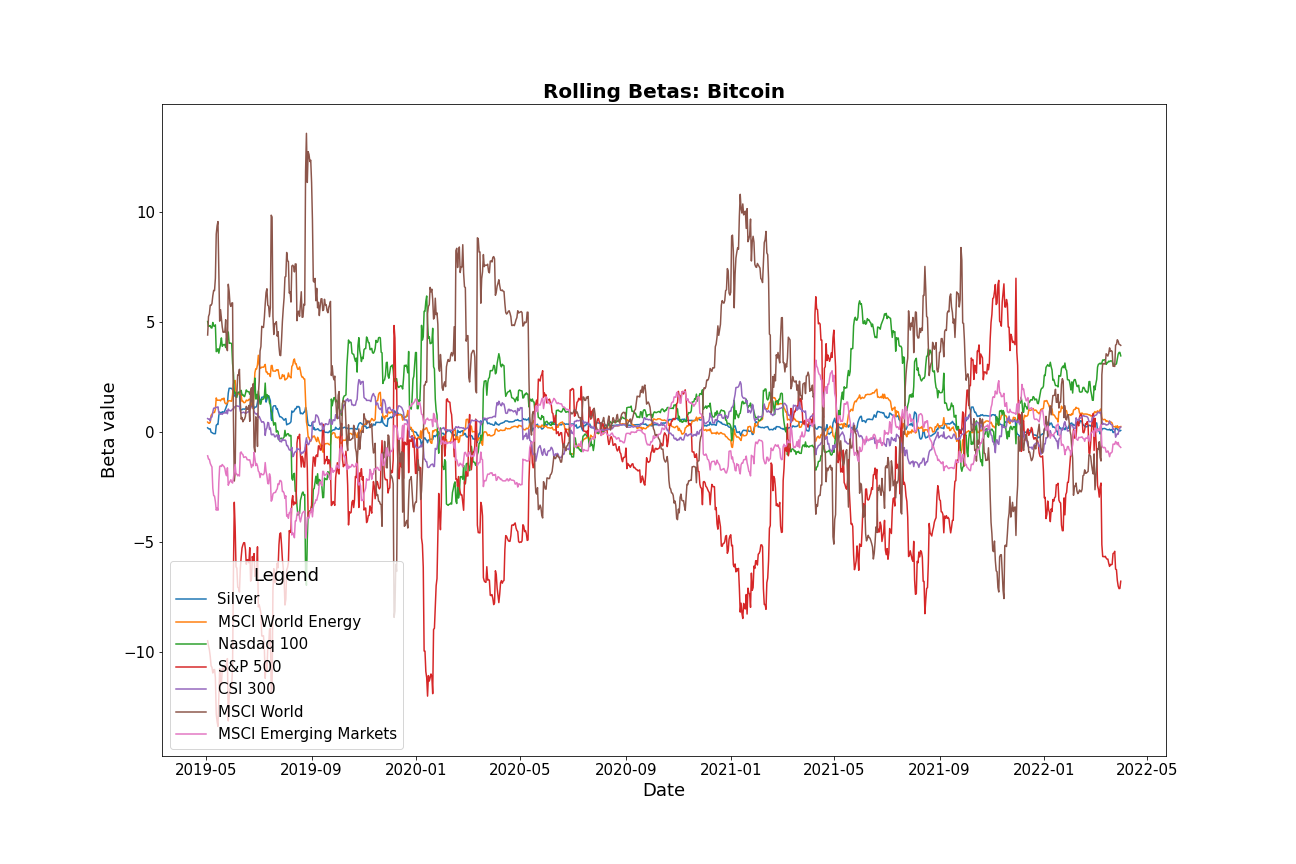 Rolling Betas: Bitcoin
Beta value
10
5
0
−5
−10
Legend
Silver
MSCI World Energy
Nasdaq 100
S&P 500
CSI 300
MSCI World
MSCI Emerging Markets
2019-05 2019-09 2020-01 2020-05 2020-09 2021-01 2021-05 2021-09 2022-01 2022-05
Date